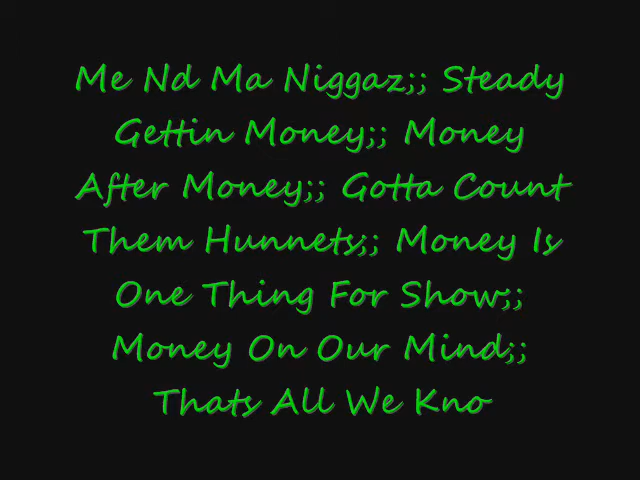 Me Nd Ma Niggaz;; Steady
Gettin Money;; Money
After Money;; Gotta Count
Them Hunnets;; Money Is
One Thing For Show;;
Money On Our Mind;;
Thats All We Kno